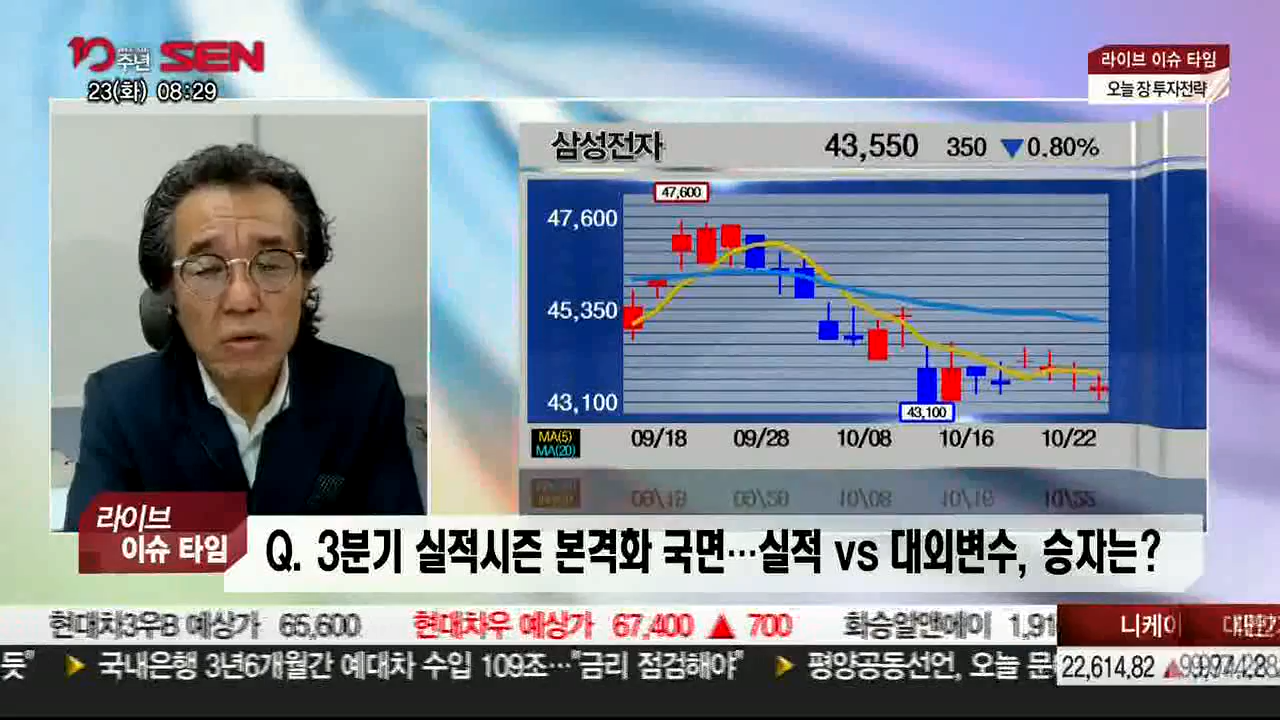 10주년 SEN
23(화) 08:29
라이브 이슈 타임
오늘 장 투자전략
삼성전자 43,550 350 ▼0.80%
47,600
47,600
45,350
43,100
43,100
MA(5)
MA(20)
09/18 09/28 10/08 10/16 10/22
라이브
이슈 타임
Q. 3분기 실적시즌 본격화 국면…실적 vs 대외변수, 승자는?
현대차3우B 예상가 65,600 현대차우 예상가 67,400 ▲ 700 화승알앤에이 니케이
듯" ▶ 국내은행 3년6개월간 예대차 수입 109조…"금리 점검해야" ▶ 평양공동선언, 오늘 22,614.82